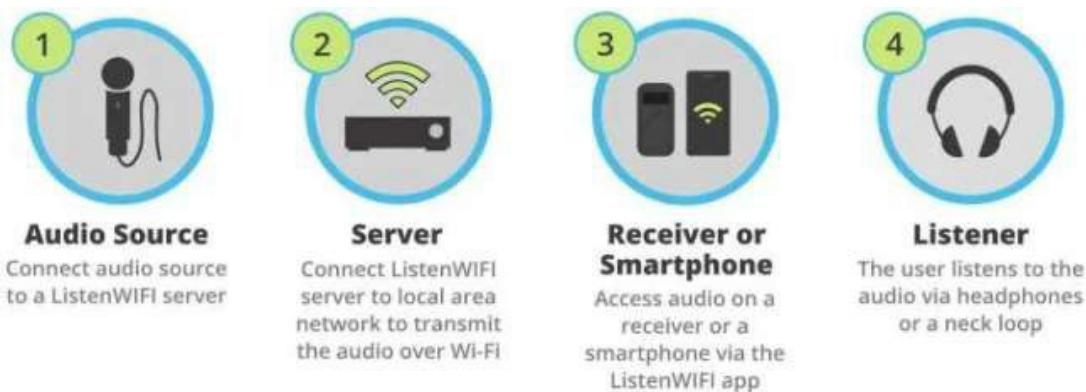 1
Audio Source
Connect audio source
to a ListenWIFI server
2
Server
Connect ListenWIFI
server to local area
network to transmit
the audio over Wi-Fi
3
Receiver or
Smartphone
Access audio on a
receiver or a
smartphone via the
ListenWIFI app
4
Listener
The user listens to the
audio via headphones
or a neck loop